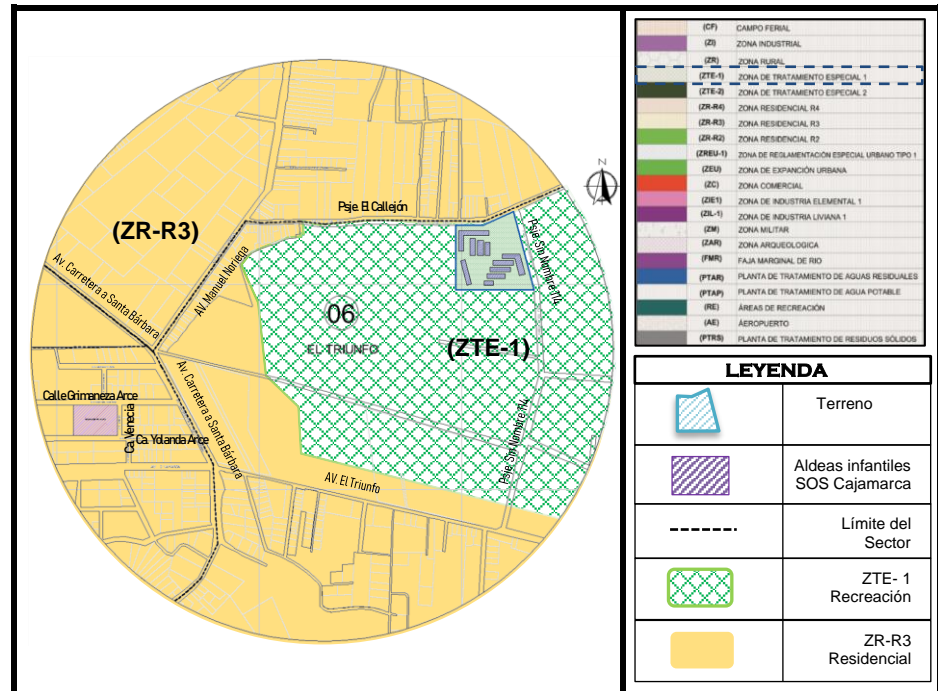 (ZR-R3)
Psje. El Callejón
N
Psje. Sin Nombre 114
Av. Carretera a Santa Bárbara
AV. Manuel Noriega
06
EL TRIUNFO
(ZTE-1)
Calle Grimaneza Arce
Ca. Venecia
Ca. Yolanda Arce
Av. Carretera a Santa Bárbara
AV. El Triunfo
Psje. Sin Nombre 114
(CF) CAMPO FERIAL
(ZI) ZONA INDUSTRIAL
(ZR) ZONA RURAL
(ZTE-1) ZONA DE TRATAMIENTO ESPECIAL 1
(ZTE-2) ZONA DE TRATAMIENTO ESPECIAL 2
(ZR-R4) ZONA RESIDENCIAL R4
(ZR-R3) ZONA RESIDENCIAL R3
(ZR-R2) ZONA RESIDENCIAL R2
(ZREU-1) ZONA DE REGLAMENTACIÓN ESPECIAL URBANO TIPO 1
(ZEU) ZONA DE EXPANCIÓN URBANA
(ZC) ZONA COMERCIAL
(ZIE1) ZONA DE INDUSTRIA ELEMENTAL 1
(ZIL-1) ZONA DE INDUSTRIA LIVIANA 1
(ZM) ZONA MILITAR
(ZAR) ZONA ARQUEOLOGICA
(FMR) FAJA MARGINAL DE RIO
(PTAR) PLANTA DE TRATAMIENTO DE AGUAS RESIDUALES
(PTAP) PLANTA DE TRATAMIENTO DE AGUA POTABLE
(RE) ÁREAS DE RECREACIÓN
(AE) ÁEROPUERTO
(PTRS) PLANTA DE TRATAMIENTO DE RESIDUOS SÓLIDOS
LEYENDA
Terreno
Aldeas infantiles
SOS Cajamarca
Límite del
Sector
ZTE- 1
Recreación
ZR-R3
Residencial